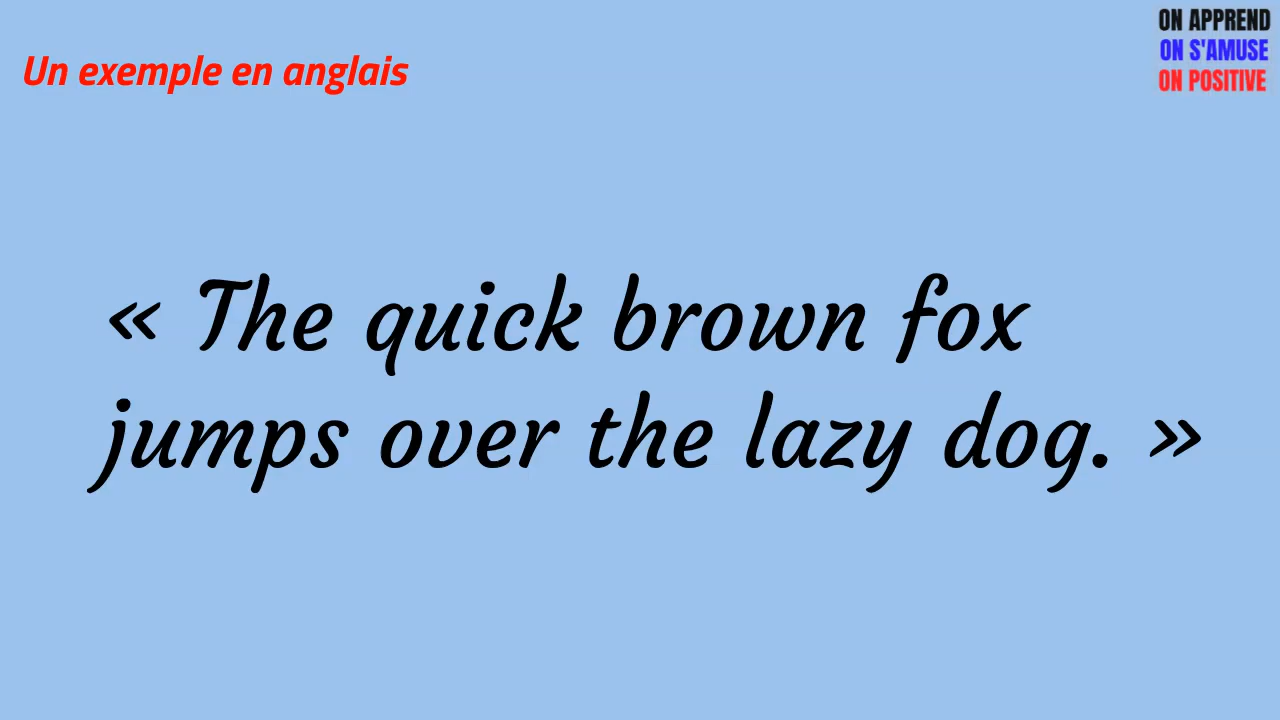 ON APPREND
ON S'AMUSE
ON POSITIVE
Un exemple en anglais
« The quick brown fox
jumps over the lazy dog. »